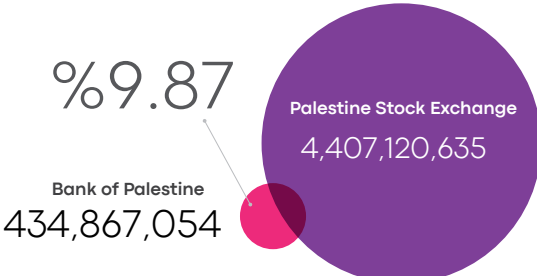 %9.87
Palestine Stock Exchange
4,407,120,635
Bank of Palestine
434,867,054